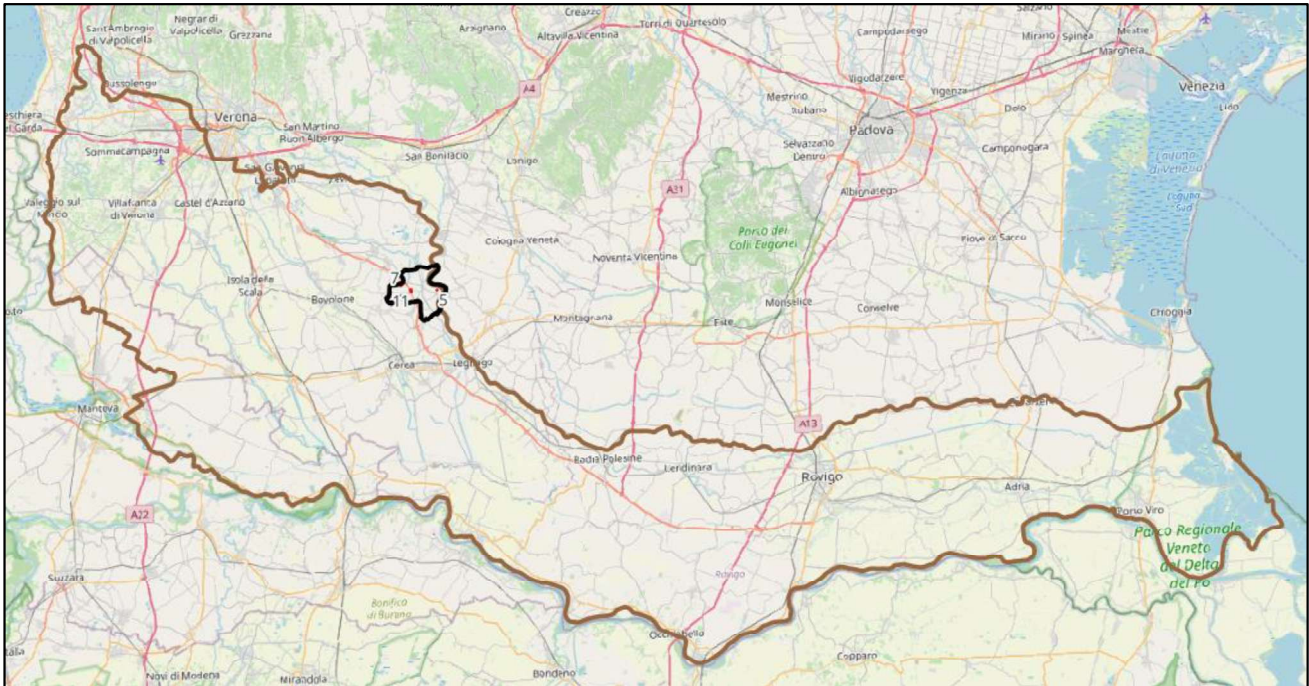 Negrar di
Valpolicella
Sant'Ambrogio
di Valpolicella
Grezzana
Arzignano
Creazzo
Altavilla Vicentina
Torri di Quartesolo
Campodarsego
Salzano
Mirano
Spinea
Mestre
Marghera
Bussolengo
A4
Vigodarzere
Vigonza
Venezia
Mestrino
Rubano
Dolo
Lido
Verona
San Martino
Buon Albergo
Padova
Sommacampagna
San Bonifacio
Lonigo
Selvazzano
Dentro
Camponogara
Laguna
di Venezia
A31
Albignasego
Laguna
Sud
Valeggio sul
Mincio
Villafranca
di Verona
Castel d'Azzano
Parco dei
Colli Euganei
Piove di Sacco
Cologna Veneta
Noventa Vicentina
7
Isola della
Scala
Bovolone
11
5
Monselice
Conselve
Chioggia
Montagnana
Este
Cerea
Legnago
Mantova
A13
Badia Polesine
Lendinara
Rovigo
Adria
A22
Porto Viro
Parco Regionale
Veneto
del Delta
del Po
Suzzara
Rovigo
Bonifica
di Burana
Occhiobello
Copparo
Bondeno
Novi di Modena
Mirandola